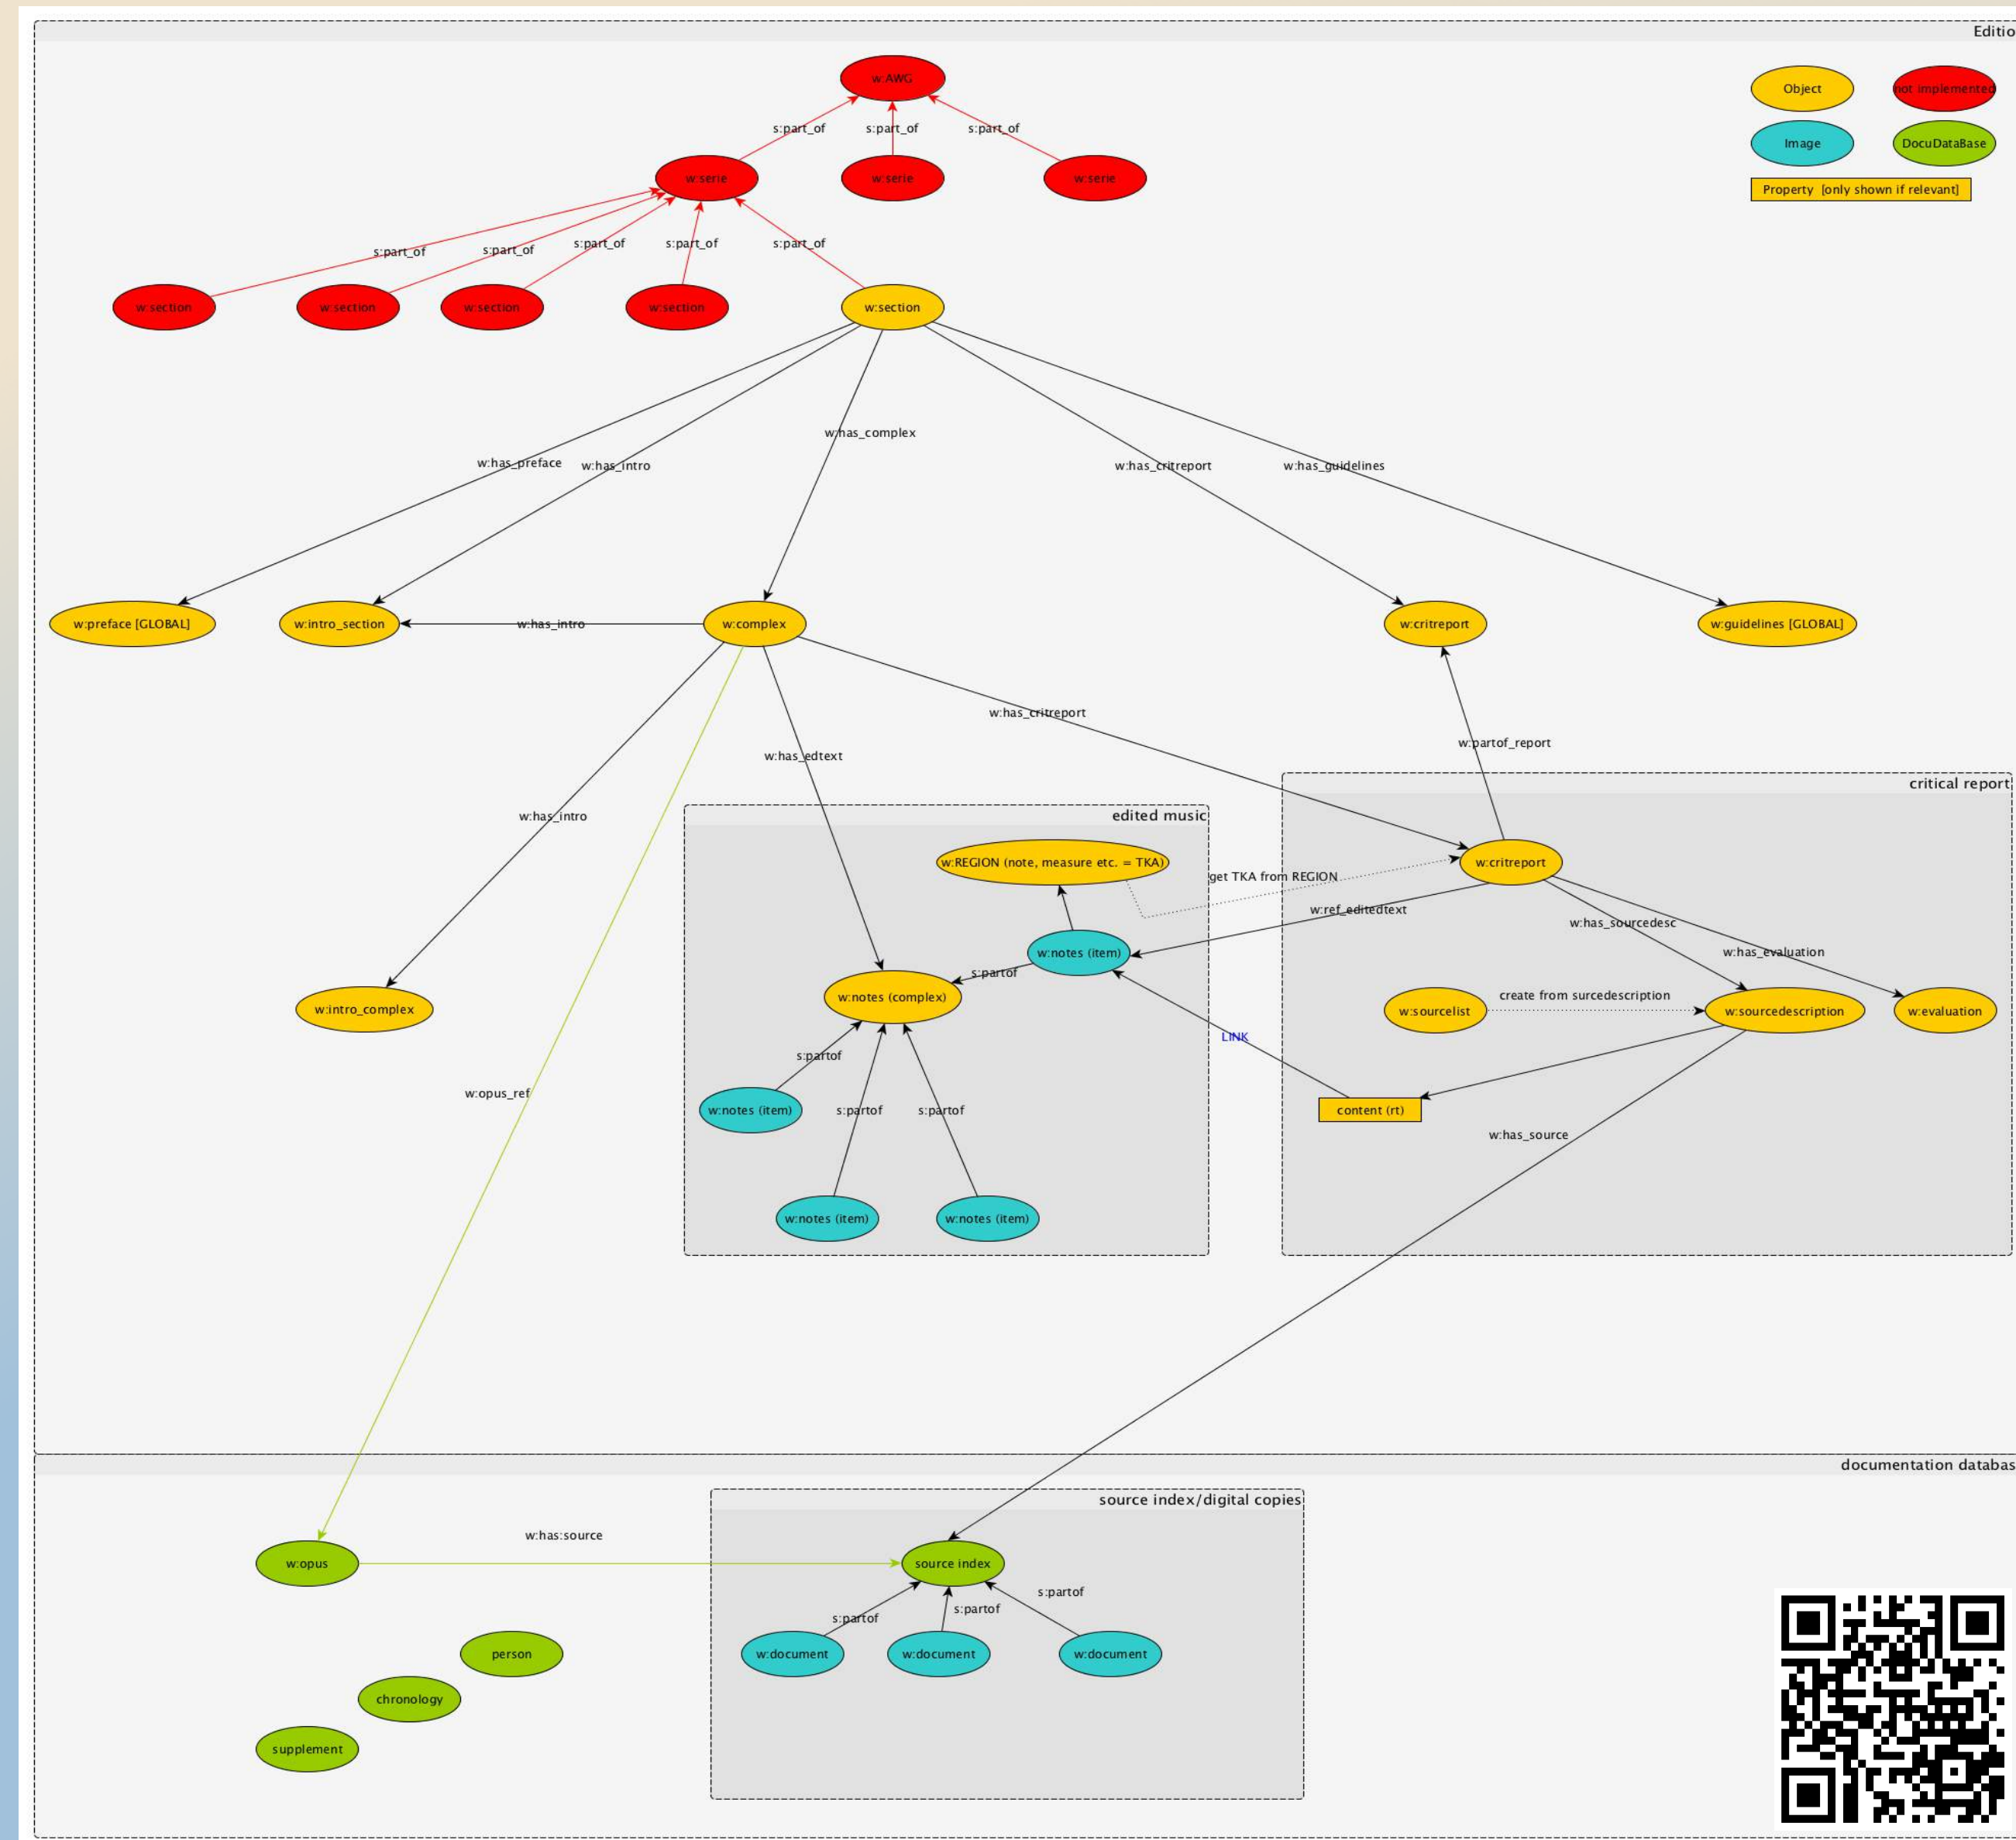 Editio
w:AWG
Object
not implemented
s:part_of
s:part_of
s:part_of
Image
DocuDataBase
w:serie
w:serie
w:serie
Property [only shown if relevant]
s:part_of
s:part_of
s:part_of
s:part_of
s:part_of
w:section
w:section
w:section
w:section
w:section
w:has_complex
w:has_preface
w:has_intro
w:has_critreport
w:has_guidelines
w:preface [GLOBAL]
w:intro_section
w:has_intro
w:complex
w:critreport
w:guidelines [GLOBAL]
w:has_critreport
w:partof_report
w:has_edtext
critical report
w:has_intro
edited music
w:REGION (note, measure etc. = TKA)
w:critreport
get TKA from REGION
w:ref_editedtext
w:has_sourcedesc
w:notes (item)
w:has_evaluation
s:partof
w:notes (complex)
create from surcedescription
w:intro_complex
w:sourcelist
w:sourcedescription
w:evaluation
LINK
s:partof
w:opus_ref
w:notes (item)
s:partof
s:partof
content (rt)
w:has_source
w:notes (item)
w:notes (item)
documentation databas
source index/digital copies
w:has:source
w:opus
source index
s:partof
s:partof
s:partof
person
w:document
w:document
w:document
chronology
supplement